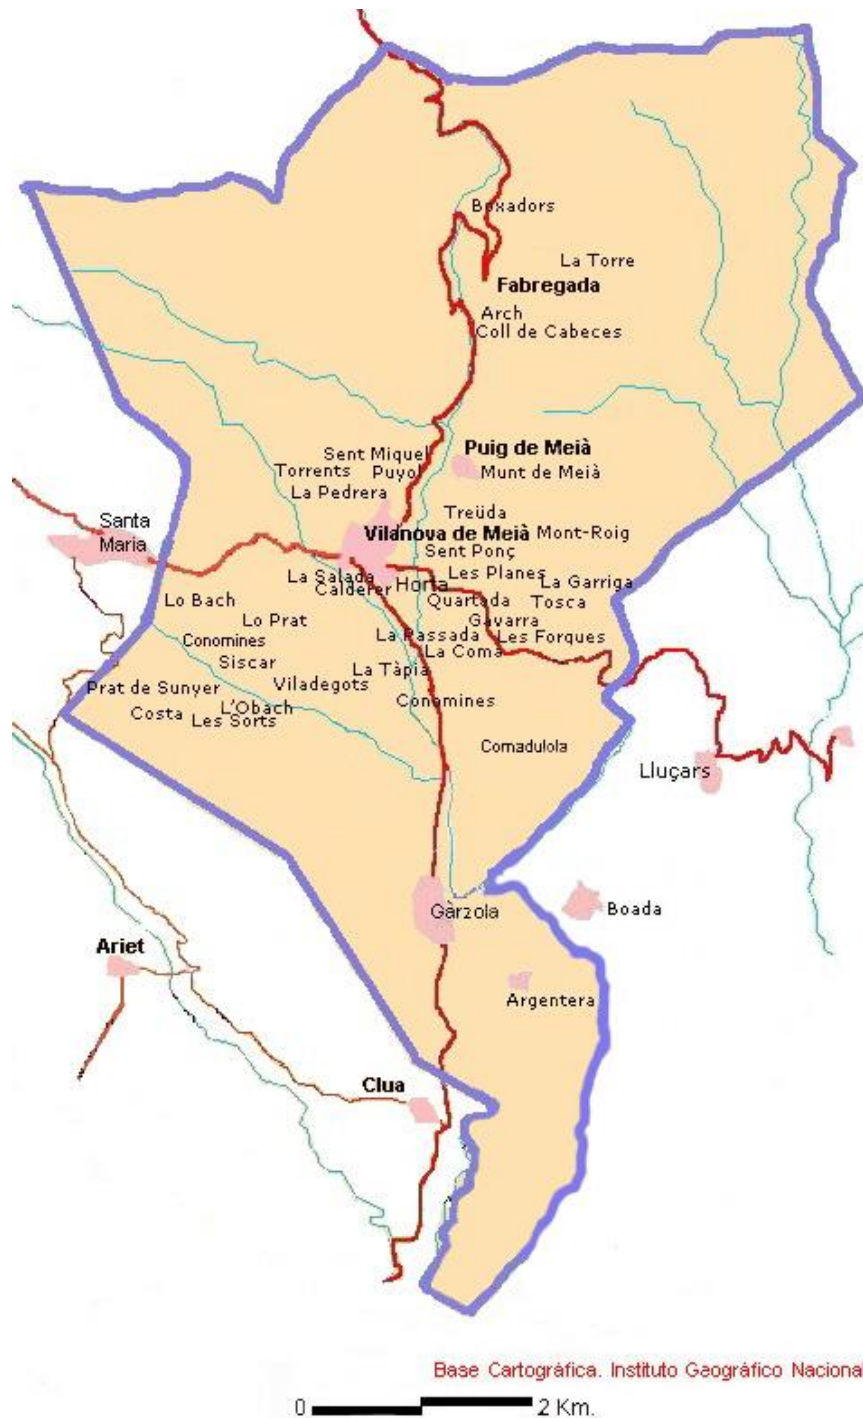 Boxadors
La Torre
Fabregada
Arch
Coll de Cabeces
Sent Miquel
Puig de Meià
Torrents
Puyol
Munt de Meià
La Pedrera
Treüda
Santa
Maria
Vilanova de Meià
Mont-Roig
Sent Ponç
La Salada
Les Planes
Calderer
Horta
La Garriga
Lo Bach
Quartada
Tosca
Lo Prat
Gavarra
Conomines
La Passada
Les Forques
Siscar
La Coma
La Tàpia
Prat de Sunyer
Viladegots
L'Obach
Conomines
Costa
Les Sorts
Comadulola
Lluçars
Gàrzola
Boada
Ariet
Argentera
Clua
Base Cartográfica. Instituto Geográfico Nacional
0 2 Km.